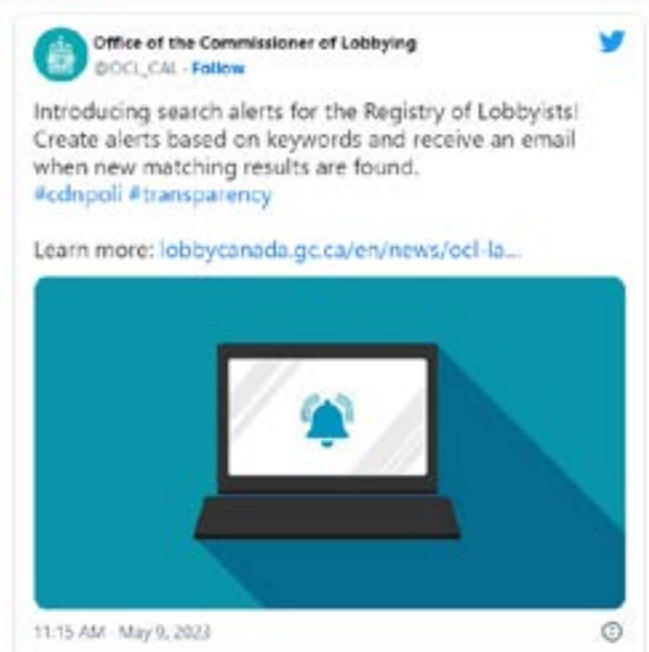 Office of the Commissioner of Lobbying
@OCL_CAL · Follow
Introducing search alerts for the Registry of Lobbyists!
Create alerts based on keywords and receive an email
when new matching results are found.
#cdnpoli #transparency
Learn more: lobbycanada.gc.ca/en/news/ocl-la...
11:15 AM · May 9, 2023